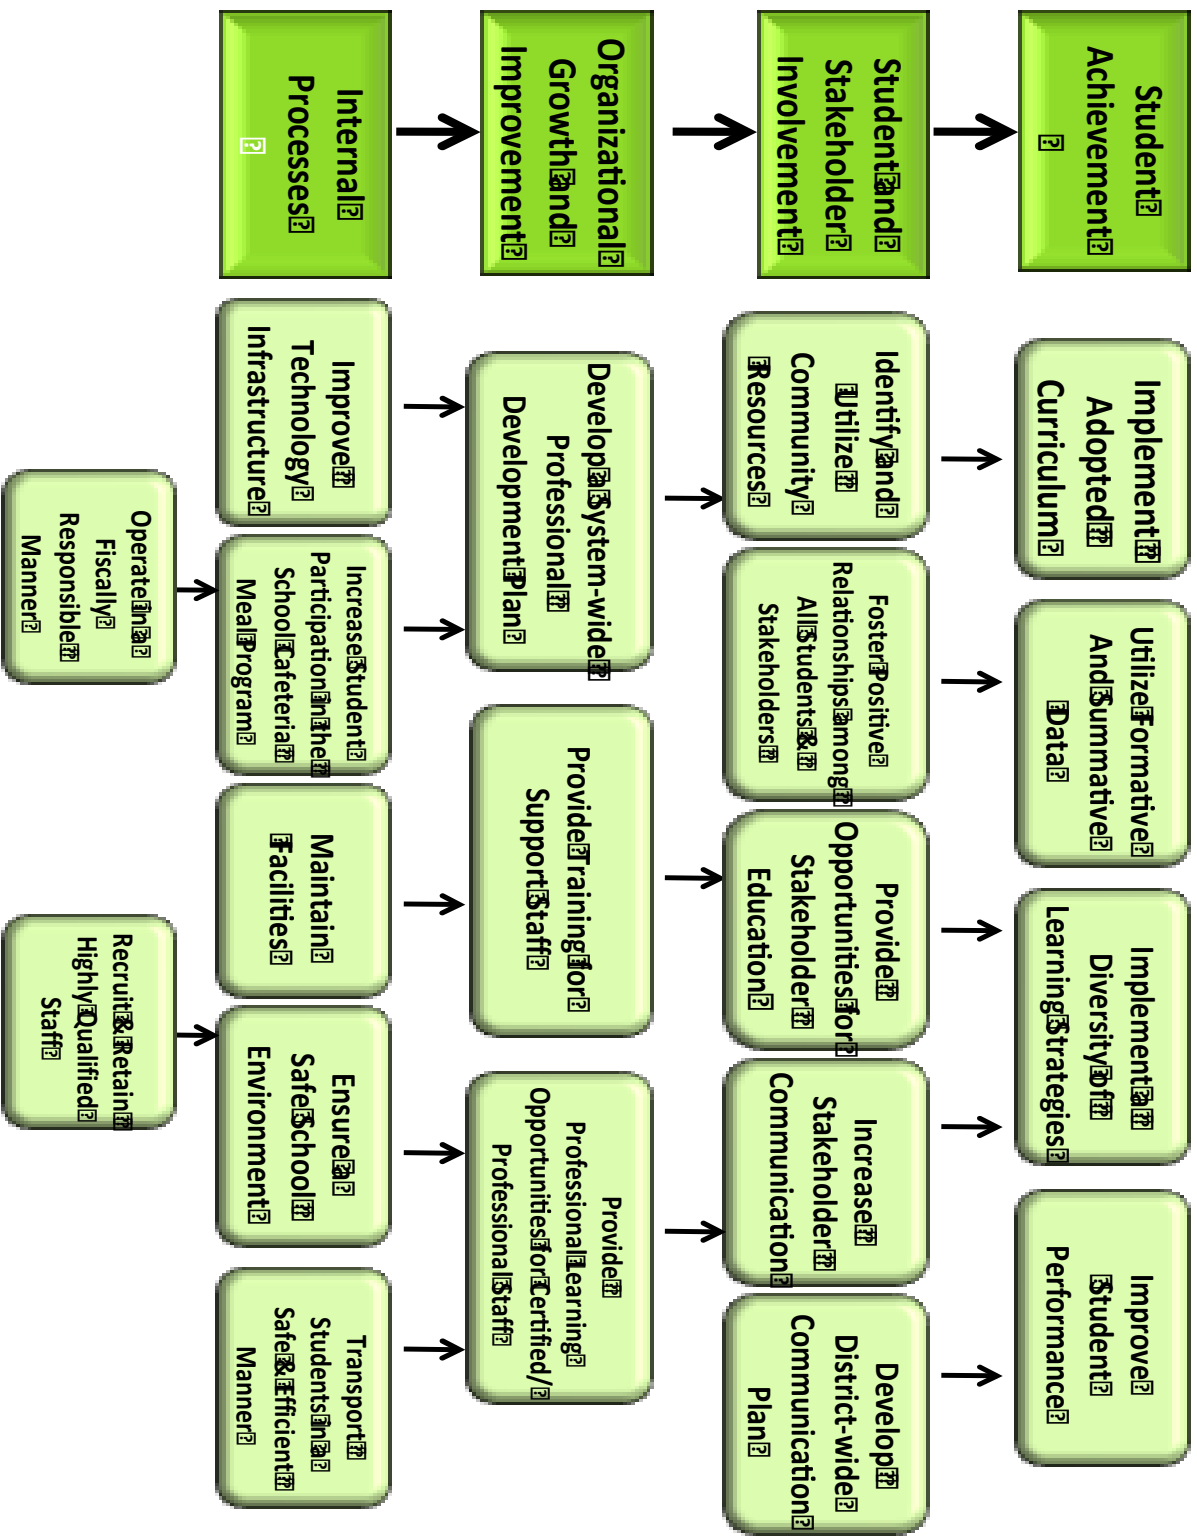 Student
Achievement
Implement
Adopted
Curriculum
Utilize Formative
And Summative
Data
Implement a
Diversity of
Learning Strategies
Improve
Student
Performance
Student and
Stakeholder
Involvement
Identify and
Utilize
Community
Resources
Foster Positive
Relationships among
All Students &
Stakeholders
Provide
Opportunities for
Stakeholder
Education
Increase
Stakeholder
Communication
Develop
District-wide
Communication
Plan
Organizational
Growth and
Improvement
Develop a System-wide
Professional
Development Plan
Provide Training for
Support Staff
Provide
Professional Learning
Opportunities for Certified/
Professional Staff
Internal
Processes
Improve
Technology
Infrastructure
Increase Student
Participation in the
School Cafeteria
Meal Program
Maintain
Facilities
Ensure a
Safe School
Environment
Transport
Students in a
Safe & Efficient
Manner
Operate in a
Fiscally
Responsible
Manner
Recruit & Retain
Highly Qualified
Staff